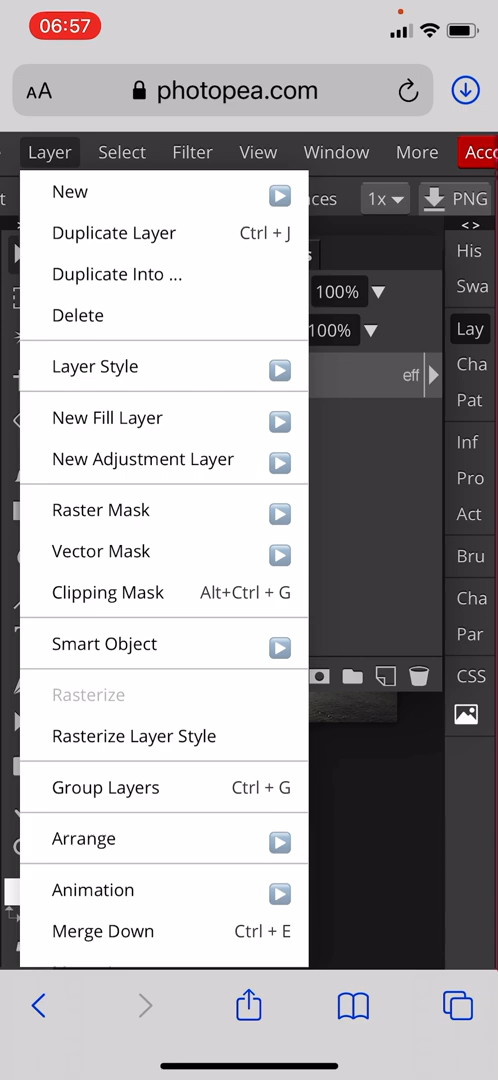 06:57
AA photopea.com
Layer Select Filter View Window More Acco
t nces 1x PNG
New
Duplicate Layer Ctrl + J
Duplicate Into ...
Delete
Layer Style
New Fill Layer
New Adjustment Layer
Raster Mask
Vector Mask
Clipping Mask Alt+Ctrl + G
Smart Object
Rasterize
Rasterize Layer Style
Group Layers Ctrl + G
Arrange
Animation
Merge Down Ctrl + E
s
100%
100%
eff
< >
His
Swa
Lay
Cha
Pat
Inf
Pro
Act
Bru
Cha
Par
CSS